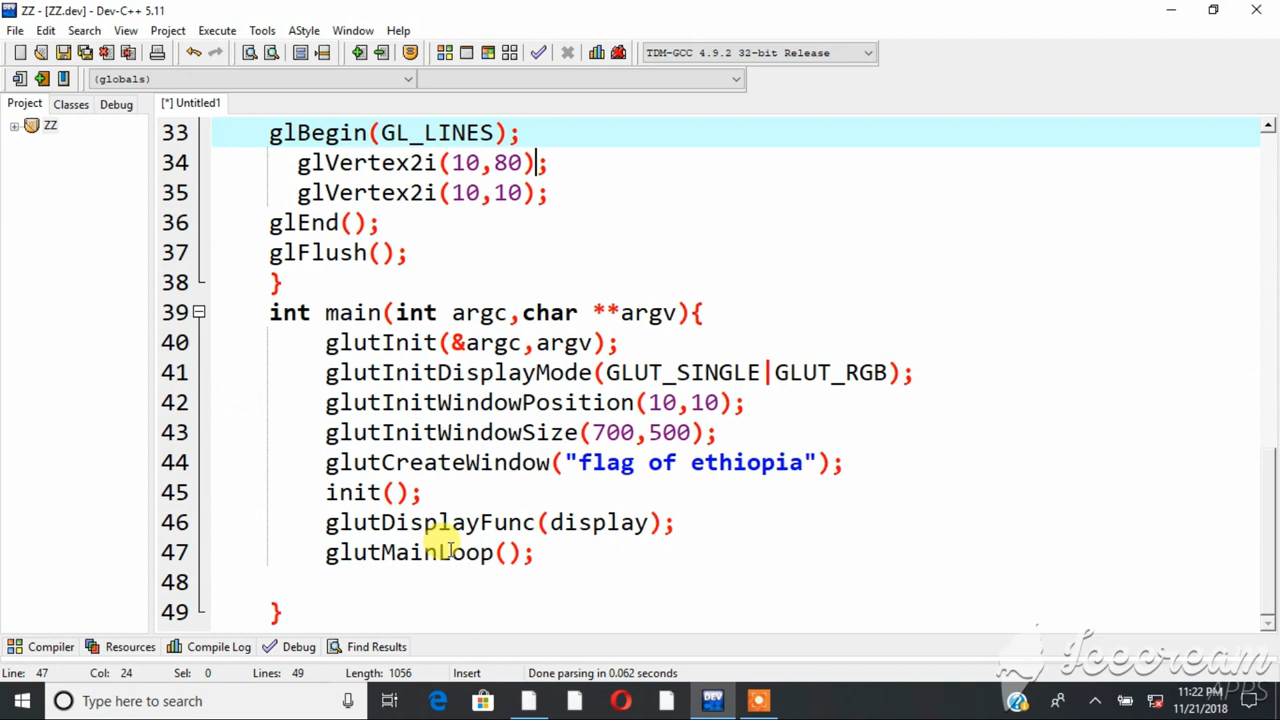 ZZ - [ZZ.dev] - Dev-C++ 5.11
File Edit Search View Project Execute Tools AStyle Window Help
TDM-GCC 4.9.2 32-bit Release
(globals)
Project Classes Debug
[*] Untitled1
ZZ
33 glBegin(GL_LINES);
34 glVertex2i(10,80);
35 glVertex2i(10,10);
36 glEnd();
37 glFlush();
38 }
39 int main(int argc,char **argv){
40 glutInit(&argc,argv);
41 glutInitDisplayMode(GLUT_SINGLE|GLUT_RGB);
42 glutInitWindowPosition(10,10);
43 glutInitWindowSize(700,500);
44 glutCreateWindow("flag of ethiopia");
45 init();
46 glutDisplayFunc(display);
47 glutMainLoop();
48
49 }
Compiler Resources Compile Log Debug Find Results
Line: 47 Col: 24 Sel: 0 Lines: 49 Length: 1056 Insert Done parsing in 0.062 seconds
Icecream
APPS
Type here to search
DEV
11:22 PM
11/21/2018